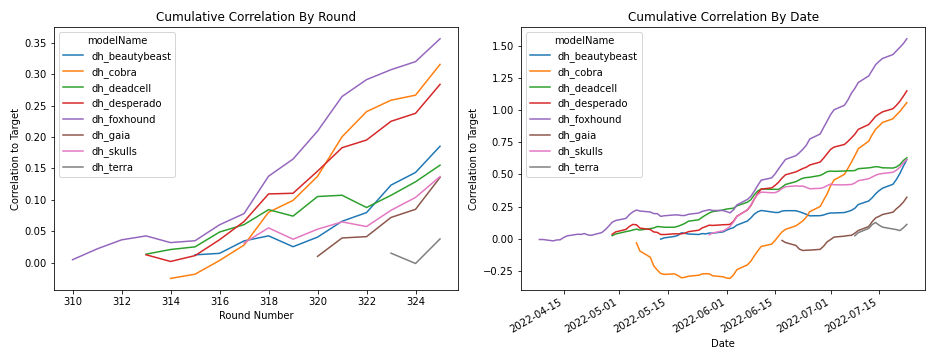 Cumulative Correlation By Round
Correlation to Target
0.35
0.30
0.25
0.20
0.15
0.10
0.05
0.00
modelName
dh_beautybeast
dh_cobra
dh_deadcell
dh_desperado
dh_foxhound
dh_gaia
dh_skulls
dh_terra
310
312
314
316
318
320
322
324
Round Number
Cumulative Correlation By Date
Correlation to Target
1.50
1.25
1.00
0.75
0.50
0.25
0.00
−0.25
modelName
dh_beautybeast
dh_cobra
dh_deadcell
dh_desperado
dh_foxhound
dh_gaia
dh_skulls
dh_terra
2022-04-15
2022-05-01
2022-05-15
2022-06-01
2022-06-15
2022-07-01
2022-07-15
Date